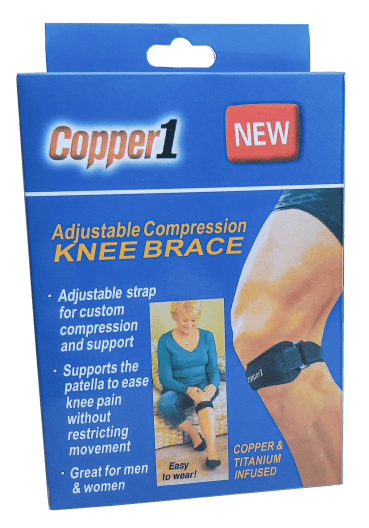 Copper1
NEW
Adjustable Compression
KNEE BRACE
· Adjustable strap
for custom
compression
and support
· Supports the
patella to ease
knee pain
without
restricting
movement
· Great for men
& women
Easy
to wear!
Copper1
COPPER &
TITANIUM
INFUSED